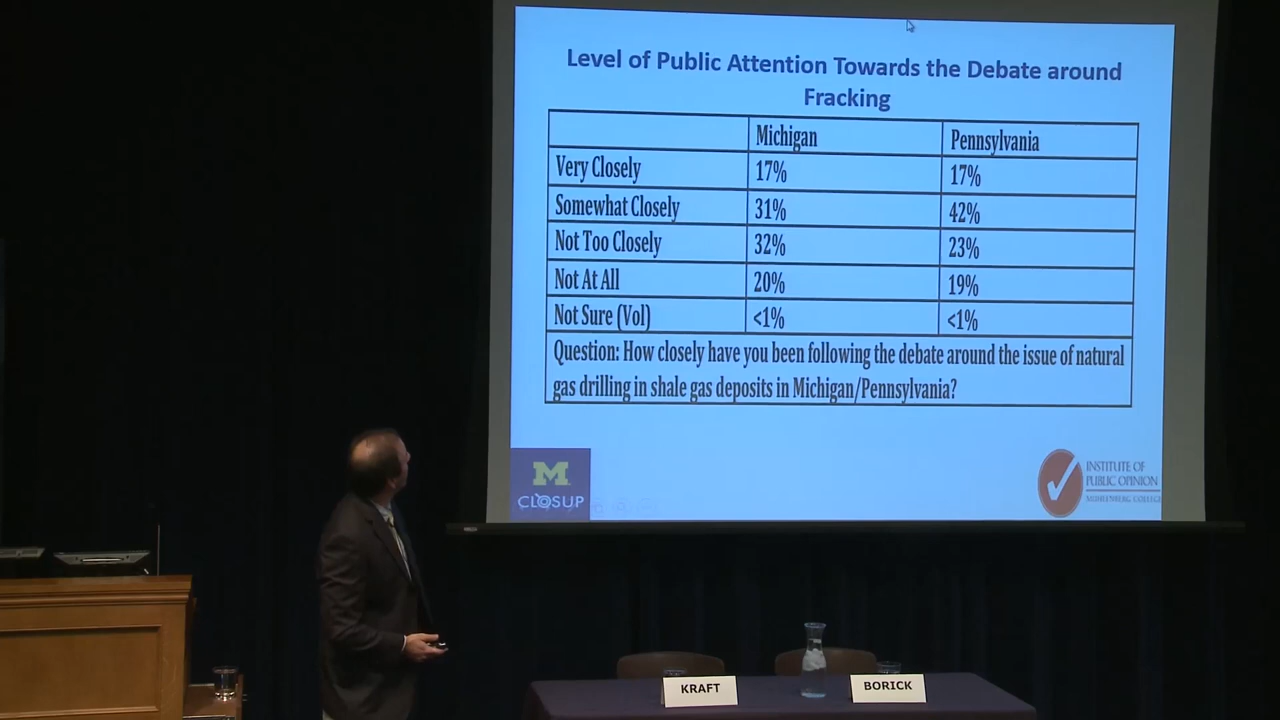 Level of Public Attention Towards the Debate around
Fracking
Michigan Pennsylvania
Very Closely 17% 17%
Somewhat Closely 31% 42%
Not Too Closely 32% 23%
Not At All 20% 19%
Not Sure (Vol) <1% <1%
Question: How closely have you been following the debate around the issue of natural
gas drilling in shale gas deposits in Michigan/Pennsylvania?
M
CLOSUP
INSTITUTE OF
PUBLIC OPINION
MUHLENBERG COLLEGE
KRAFT
BORICK